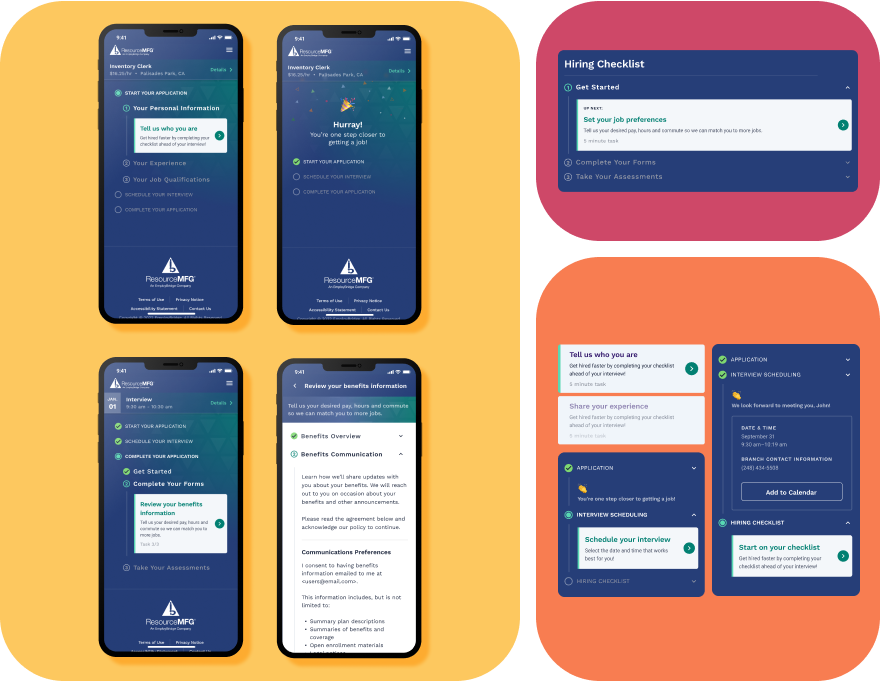 9:41
ResourceMFG
An EmployBridge Company
Inventory Clerk
$16.25/hr • Palisades Park, CA
Details
START YOUR APPLICATION
1 Your Personal Information
Tell us who you are
Get hired faster by completing your
checklist ahead of your interview!
2 Your Experience
3 Your Job Qualifications
SCHEDULE YOUR INTERVIEW
COMPLETE YOUR APPLICATION
ResourceMFG
An EmployBridge Company
Terms of Use | Privacy Notice
Accessibility Statement | Contact Us
9:41
ResourceMFG
An EmployBridge Company
Inventory Clerk
$16.25/hr • Palisades Park, CA
Details
Hurray!
You're one step closer to
getting a job!
START YOUR APPLICATION
SCHEDULE YOUR INTERVIEW
COMPLETE YOUR APPLICATION
ResourceMFG
An EmployBridge Company
Terms of Use | Privacy Notice
Accessibility Statement | Contact Us
9:41
ResourceMFG
An EmployBridge Company
JAN.
01
Interview
9:30 am - 10:30 am
Details
START YOUR APPLICATION
SCHEDULE YOUR INTERVIEW
COMPLETE YOUR APPLICATION
Get Started
2 Complete Your Forms
Review your benefits
information
Tell us your desired pay, hours and
commute so we can match you to
more jobs.
Task 2/3
3 Take Your Assessments
ResourceMFG
An EmployBridge Company
Terms of Use | Privacy Notice
9:41
Review your benefits information
Tell us your desired pay, hours and commute
so we can match you to more jobs.
Benefits Overview
2 Benefits Communication
Learn how we'll share updates with
you about your benefits. We will reach
out to you on occasion about your
benefits and other announcements.
Please read the agreement below and
acknowledge our policy to continue.
Communications Preferences
I consent to having benefits
information emailed to me at
<users@email.com>.
This information includes, but is not
limited to:
• Summary plan descriptions
• Summaries of benefits and
coverage
• Open enrollment materials
Hiring Checklist
1 Get Started
UP NEXT:
Set your job preferences
Tell us your desired pay, hours and commute so we can match you to more jobs.
5 minute task
2 Complete Your Forms
3 Take Your Assessments
Tell us who you are
Get hired faster by completing your checklist
ahead of your interview!
5 minute task
Share your experience
Get hired faster by completing your checklist
ahead of your interview!
5 minute task
APPLICATION
You're one step closer to getting a job!
INTERVIEW SCHEDULING
Schedule your interview
Select the date and time that works
best for you!
HIRING CHECKLIST
APPLICATION
INTERVIEW SCHEDULING
We look forward to meeting you, John!
DATE & TIME
September 31
9:30 am–10:19 am
BRANCH CONTACT INFORMATION
(248) 434-5508
Add to Calendar
HIRING CHECKLIST
Start on your checklist
Get hired faster by completing your
checklist ahead of your interview!